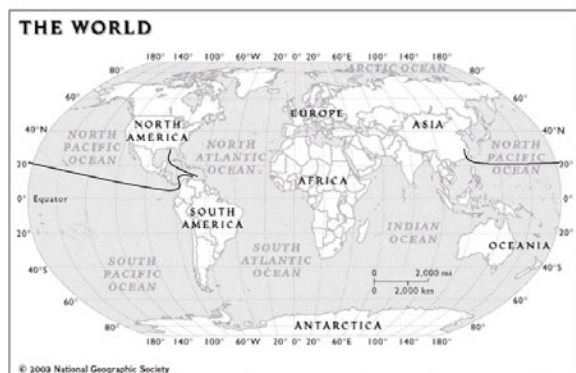 THE WORLD
180° 140° 100° 60°W 20° 0° 20° 60°E 100° 140° 180°
ARCTIC OCEAN
80° 80°
60° 60°
40°N 40°N
20° 20°
NORTH
PACIFIC
OCEAN
NORTH
AMERICA
NORTH
ATLANTIC
OCEAN
EUROPE
ASIA
NORTH
PACIFIC
OCEAN
AFRICA
Equator
0° 0°
SOUTH
AMERICA
INDIAN
OCEAN
OCEANIA
20° 20°
40°S 40°S
SOUTH
PACIFIC
OCEAN
SOUTH
ATLANTIC
OCEAN
0 2,000 mi
0 2,000 km
60° 60°
ANTARCTICA
80° 80°
180° 140° 100° 60°W 20° 0° 20° 60°E 100° 140° 180°
© 2003 National Geographic Society